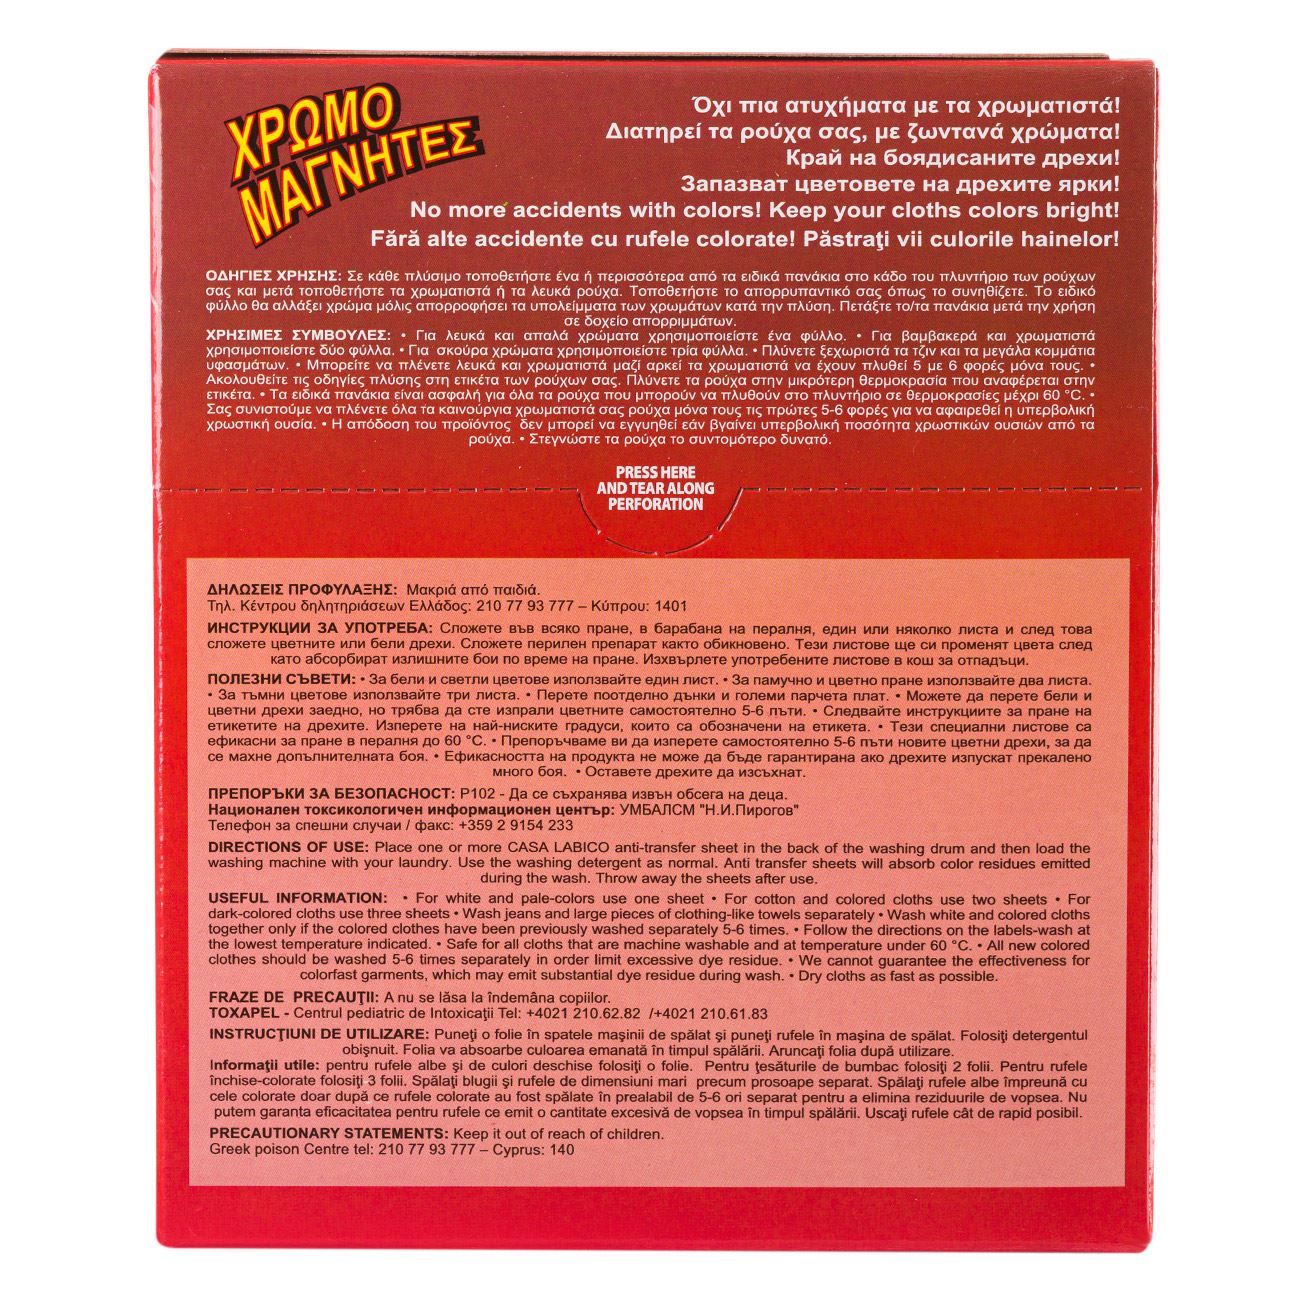 ΧΡΩΜΟ
ΜΑΓΝΗΤΕΣ
Όχι πια ατυχήματα με τα χρωματιστά!
Διατηρεί τα ρούχα σας, με ζωντανά χρώματα!
Край на боядисаните дрехи!
Запазват цветовете на дрехите ярки!
No more accidents with colors! Keep your cloths colors bright!
Fără alte accidente cu rufele colorate! Păstraţi vii culorile hainelor!
ΟΔΗΓΙΕΣ ΧΡΗΣΗΣ: Σε κάθε πλύσιμο τοποθετήστε ένα ή περισσότερα από τα ειδικά πανάκια στο κάδο του πλυντήριο των ρούχων
σας και μετά τοποθετήστε τα χρωματιστά ή τα λευκά ρούχα. Τοποθετήστε το απορρυπαντικό σας όπως το συνηθίζετε. Το ειδικό
φύλλο θα αλλάξει χρώμα μόλις απορροφήσει τα υπολείμματα των χρωμάτων κατά την πλύση. Πετάξτε το/τα πανάκια μετά την χρήση
σε δοχείο απορριμμάτων.
ΧΡΗΣΙΜΕΣ ΣΥΜΒΟΥΛΕΣ: • Για λευκά και απαλά χρώματα χρησιμοποιείστε ένα φύλλο. • Για βαμβακερά και χρωματιστά
χρησιμοποιείστε δύο φύλλα. • Για σκούρα χρώματα χρησιμοποιείστε τρία φύλλα. • Πλύνετε ξεχωριστά τα τζιν και τα μεγάλα κομμάτια
υφασμάτων. • Μπορείτε να πλένετε λευκά και χρωματιστά μαζί αρκεί τα χρωματιστά να έχουν πλυθεί 5 με 6 φορές μόνα τους. •
Ακολουθείτε τις οδηγίες πλύσης στη ετικέτα των ρούχων σας. Πλύνετε τα ρούχα στην μικρότερη θερμοκρασία που αναφέρεται στην
ετικέτα. • Τα ειδικά πανάκια είναι ασφαλή για όλα τα ρούχα που μπορούν να πλυθούν στο πλυντήριο σε θερμοκρασίες μέχρι 60 °C. •
Σας συνιστούμε να πλένετε όλα τα καινούργια χρωματιστά σας ρούχα μόνα τους τις πρώτες 5-6 φορές για να αφαιρεθεί η υπερβολική
χρωστική ουσία. • Η απόδοση του προϊόντος δεν μπορεί να εγγυηθεί εάν βγαίνει υπερβολική ποσότητα χρωστικών ουσιών από τα
ρούχα. • Στεγνώστε τα ρούχα το συντομότερο δυνατό.
PRESS HERE
AND TEAR ALONG
PERFORATION
ΔΗΛΩΣΕΙΣ ΠΡΟΦΥΛΑΞΗΣ: Μακριά από παιδιά.
Τηλ. Κέντρου δηλητηριάσεων Ελλάδος: 210 77 93 777 – Κύπρου: 1401
ИНСТРУКЦИИ ЗА УПОТРЕБА: Сложете във всяко пране, в барабана на пералня, един или няколко листа и след това
сложете цветните или бели дрехи. Сложете перилен препарат както обикновено. Тези листове ще си променят цвета след
като абсорбират излишните бои по време на пране. Изхвърлете употребените листове в кош за отпадъци.
ПОЛЕЗНИ СЪВЕТИ: • За бели и светли цветове използвайте един лист. • За памучно и цветно пране използвайте два листа.
• За тъмни цветове използвайте три листа. • Перете поотделно дънки и големи парчета плат. • Можете да перете бели и
цветни дрехи заедно, но трябва да сте изпрали цветните самостоятелно 5-6 пъти. • Следвайте инструкциите за пране на
етикетите на дрехите. Изперете на най-ниските градуси, които са обозначени на етикета. • Тези специални листове са
ефикасни за пране в пералня до 60 °C. • Препоръчваме ви да изперете самостоятелно 5-6 пъти новите цветни дрехи, за да
се махне допълнителната боя. • Ефикасността на продукта не може да бъде гарантирана ако дрехите изпускат прекалено
много боя. • Оставете дрехите да изсъхнат.
ПРЕПОРЪКИ ЗА БЕЗОПАСНОСТ: P102 - Да се съхранява извън обсега на деца.
Национален токсикологичен информационен център: УМБАЛСМ "Н.И.Пирогов"
Телефон за спешни случаи / факс: +359 2 9154 233
DIRECTIONS OF USE: Place one or more CASA LABICO anti-transfer sheet in the back of the washing drum and then load the
washing machine with your laundry. Use the washing detergent as normal. Anti transfer sheets will absorb color residues emitted
during the wash. Throw away the sheets after use.
USEFUL INFORMATION: • For white and pale-colors use one sheet • For cotton and colored cloths use two sheets • For
dark-colored cloths use three sheets • Wash jeans and large pieces of clothing-like towels separately • Wash white and colored cloths
together only if the colored clothes have been previously washed separately 5-6 times. • Follow the directions on the labels-wash at
the lowest temperature indicated. • Safe for all cloths that are machine washable and at temperature under 60 °C. • All new colored
clothes should be washed 5-6 times separately in order limit excessive dye residue. • We cannot guarantee the effectiveness for
colorfast garments, which may emit substantial dye residue during wash. • Dry cloths as fast as possible.
FRAZE DE PRECAUŢII: A nu se lăsa la îndemâna copiilor.
TOXAPEL - Centrul pediatric de Intoxicaţii Tel: +4021 210.62.82 /+4021 210.61.83
INSTRUCŢIUNI DE UTILIZARE: Puneţi o folie în spatele maşinii de spălat şi puneţi rufele în maşina de spălat. Folosiţi detergentul
obişnuit. Folia va absoarbe culoarea emanată în timpul spălării. Aruncaţi folia după utilizare.
Informaţii utile: pentru rufele albe şi de culori deschise folosiţi o folie. Pentru ţesăturile de bumbac folosiţi 2 folii. Pentru rufele
închise-colorate folosiţi 3 folii. Spălaţi blugii şi rufele de dimensiuni mari precum prosoape separat. Spălaţi rufele albe împreună cu
cele colorate doar după ce rufele colorate au fost spălate în prealabil de 5-6 ori separat pentru a elimina reziduurile de vopsea. Nu
putem garanta eficacitatea pentru rufele ce emit o cantitate excesivă de vopsea în timpul spălării. Uscaţi rufele cât de rapid posibil.
PRECAUTIONARY STATEMENTS: Keep it out of reach of children.
Greek poison Centre tel: 210 77 93 777 – Cyprus: 140